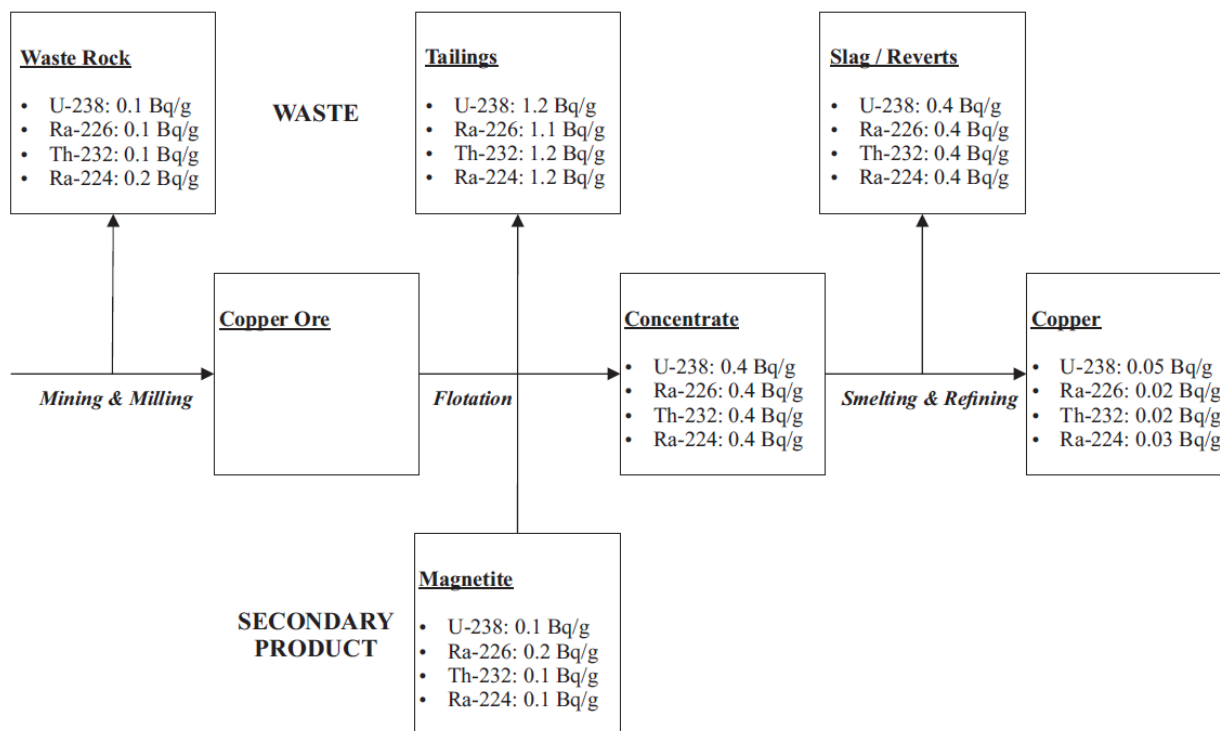 Waste Rock
• U-238: 0.1 Bq/g
• Ra-226: 0.1 Bq/g
• Th-232: 0.1 Bq/g
• Ra-224: 0.2 Bq/g
WASTE
Tailings
• U-238: 1.2 Bq/g
• Ra-226: 1.1 Bq/g
• Th-232: 1.2 Bq/g
• Ra-224: 1.2 Bq/g
Slag / Reverts
• U-238: 0.4 Bq/g
• Ra-226: 0.4 Bq/g
• Th-232: 0.4 Bq/g
• Ra-224: 0.4 Bq/g
Mining & Milling
Copper Ore
Flotation
Concentrate
• U-238: 0.4 Bq/g
• Ra-226: 0.4 Bq/g
• Th-232: 0.4 Bq/g
• Ra-224: 0.4 Bq/g
Smelting & Refining
Copper
• U-238: 0.05 Bq/g
• Ra-226: 0.02 Bq/g
• Th-232: 0.02 Bq/g
• Ra-224: 0.03 Bq/g
SECONDARY
PRODUCT
Magnetite
• U-238: 0.1 Bq/g
• Ra-226: 0.2 Bq/g
• Th-232: 0.1 Bq/g
• Ra-224: 0.1 Bq/g